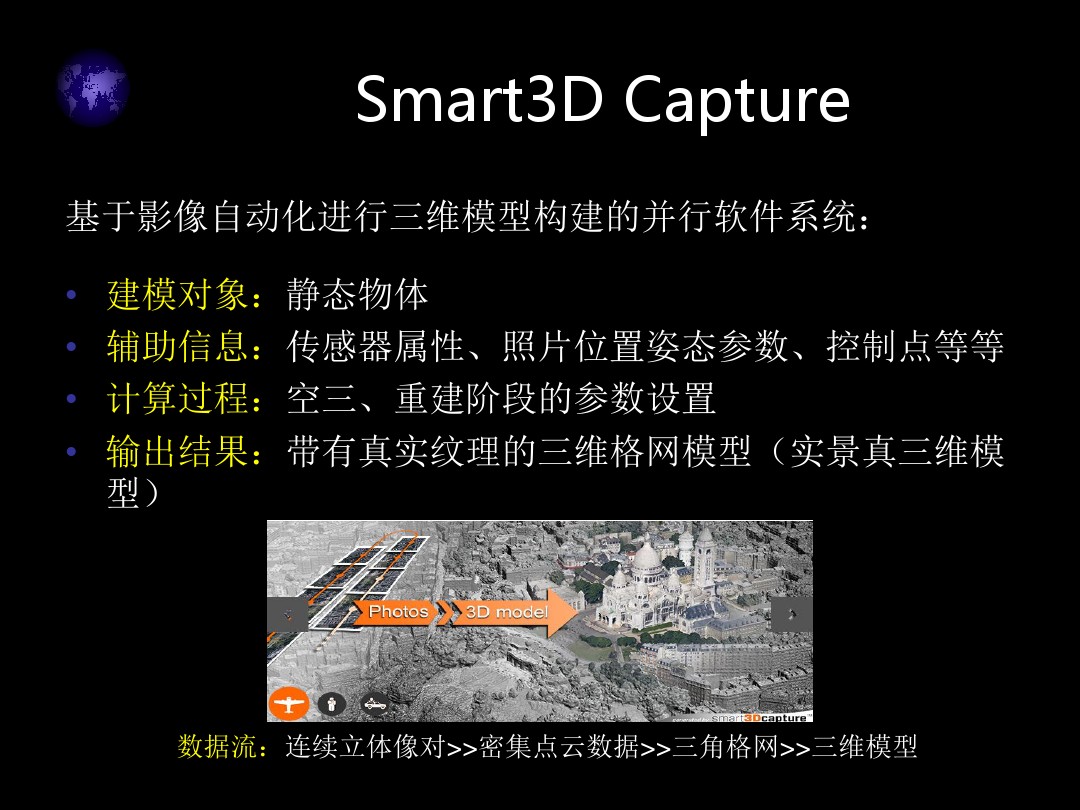 Smart3D Capture
基于影像自动化进行三维模型构建的并行软件系统：
• 建模对象：静态物体
• 辅助信息：传感器属性、照片位置姿态参数、控制点等等
• 计算过程：空三、重建阶段的参数设置
• 输出结果：带有真实纹理的三维格网模型（实景真三维模
型）
Photos 3D model
smart3Dcapture™
数据流：连续立体像对>>密集点云数据>>三角格网>>三维模型